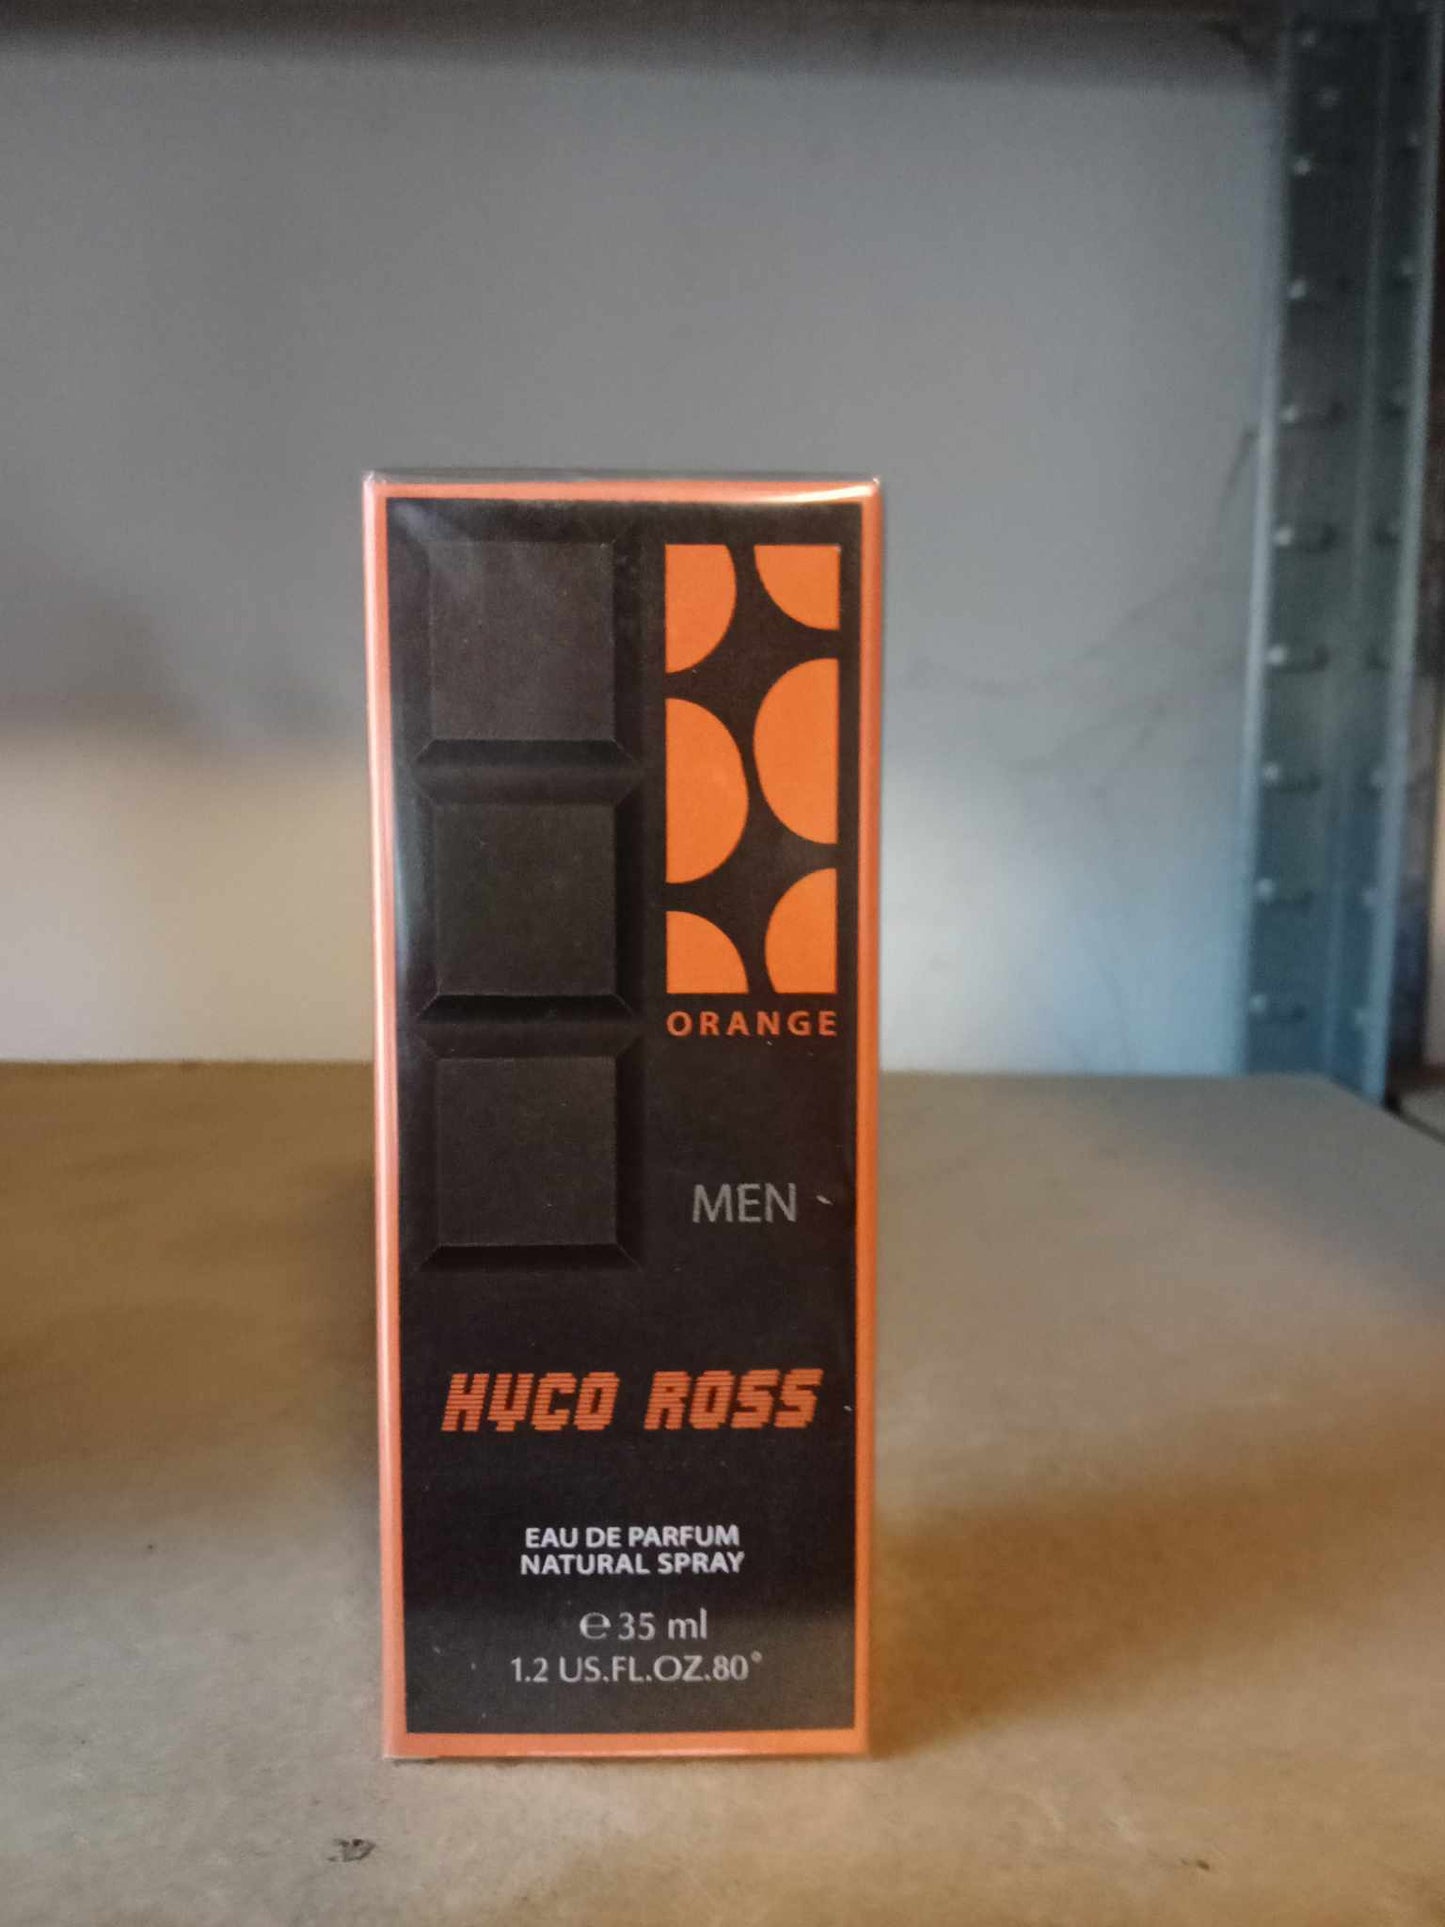 ORANGE
MEN
HYCO ROSS
EAU DE PARFUM
NATURAL SPRAY
℮ 35 ml
1.2 US.FL.OZ.80°